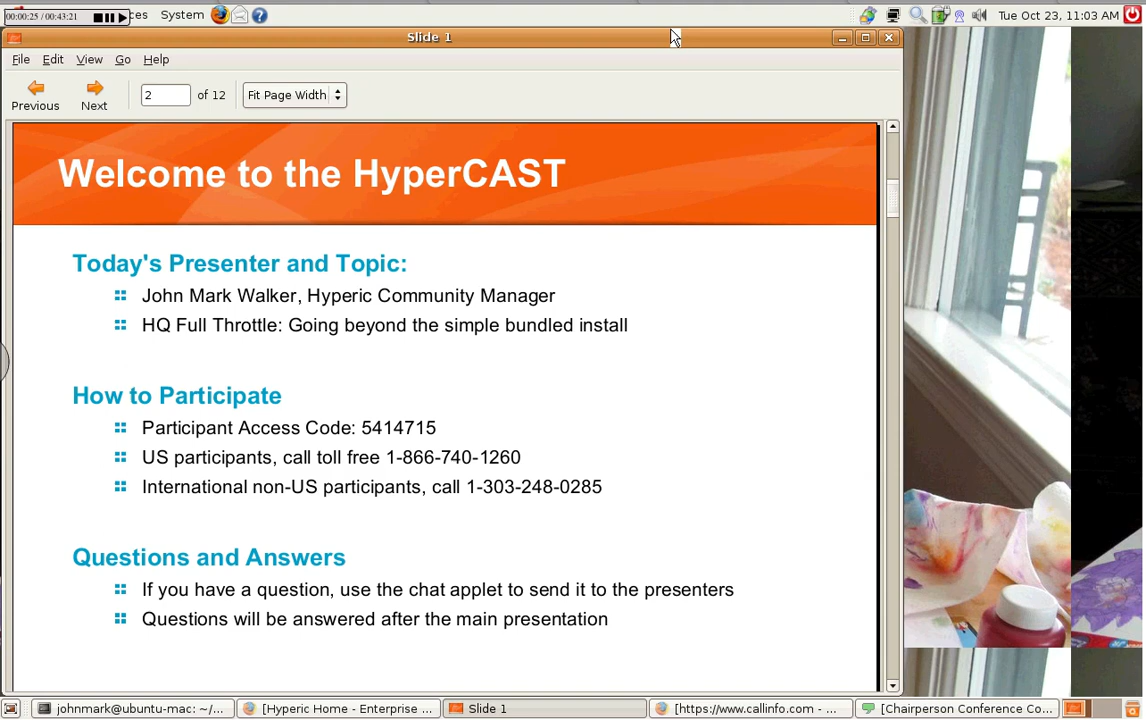 00:00:25 / 00:43:21 ces System Tue Oct 23, 11:03 AM
Slide 1
File Edit View Go Help
2 of 12 Fit Page Width
Previous Next
Welcome to the HyperCAST
Today's Presenter and Topic:
John Mark Walker, Hyperic Community Manager
HQ Full Throttle: Going beyond the simple bundled install
How to Participate
Participant Access Code: 5414715
US participants, call toll free 1-866-740-1260
International non-US participants, call 1-303-248-0285
Questions and Answers
If you have a question, use the chat applet to send it to the presenters
Questions will be answered after the main presentation
johnmark@ubuntu-mac: ~/... [Hyperic Home - Enterprise ... Slide 1 [https://www.callinfo.com - ... [Chairperson Conference Co...